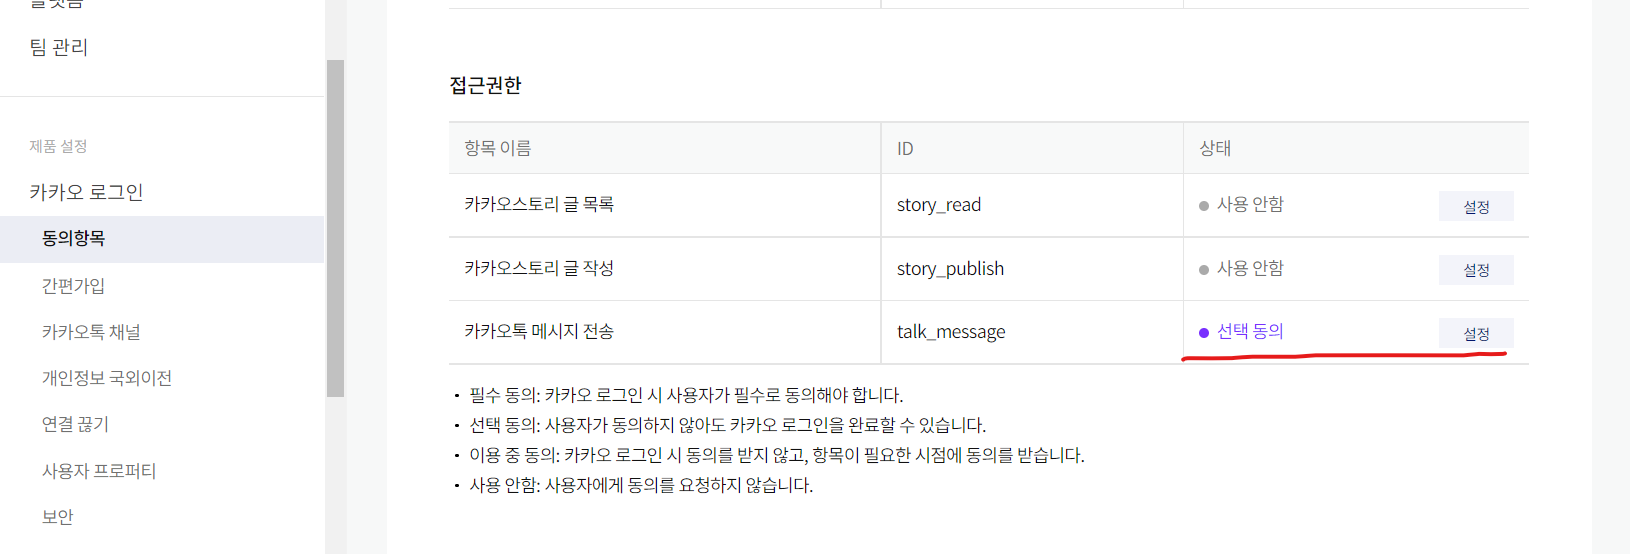 팀 관리
제품 설정
카카오 로그인
동의항목
간편가입
카카오톡 채널
개인정보 국외이전
연결 끊기
사용자 프로퍼티
보안
접근권한
항목 이름 ID 상태
카카오스토리 글 목록 story_read 사용 안함 설정
카카오스토리 글 작성 story_publish 사용 안함 설정
카카오톡 메시지 전송 talk_message 선택 동의 설정
• 필수 동의: 카카오 로그인 시 사용자가 필수로 동의해야 합니다.
• 선택 동의: 사용자가 동의하지 않아도 카카오 로그인을 완료할 수 있습니다.
• 이용 중 동의: 카카오 로그인 시 동의를 받지 않고, 항목이 필요한 시점에 동의를 받습니다.
• 사용 안함: 사용자에게 동의를 요청하지 않습니다.